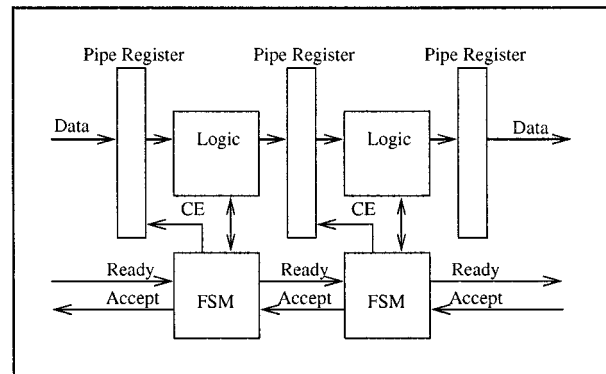 Pipe Register Pipe Register Pipe Register
Data Logic Logic Data
CE CE
Ready Ready Ready
Accept FSM Accept FSM Accept